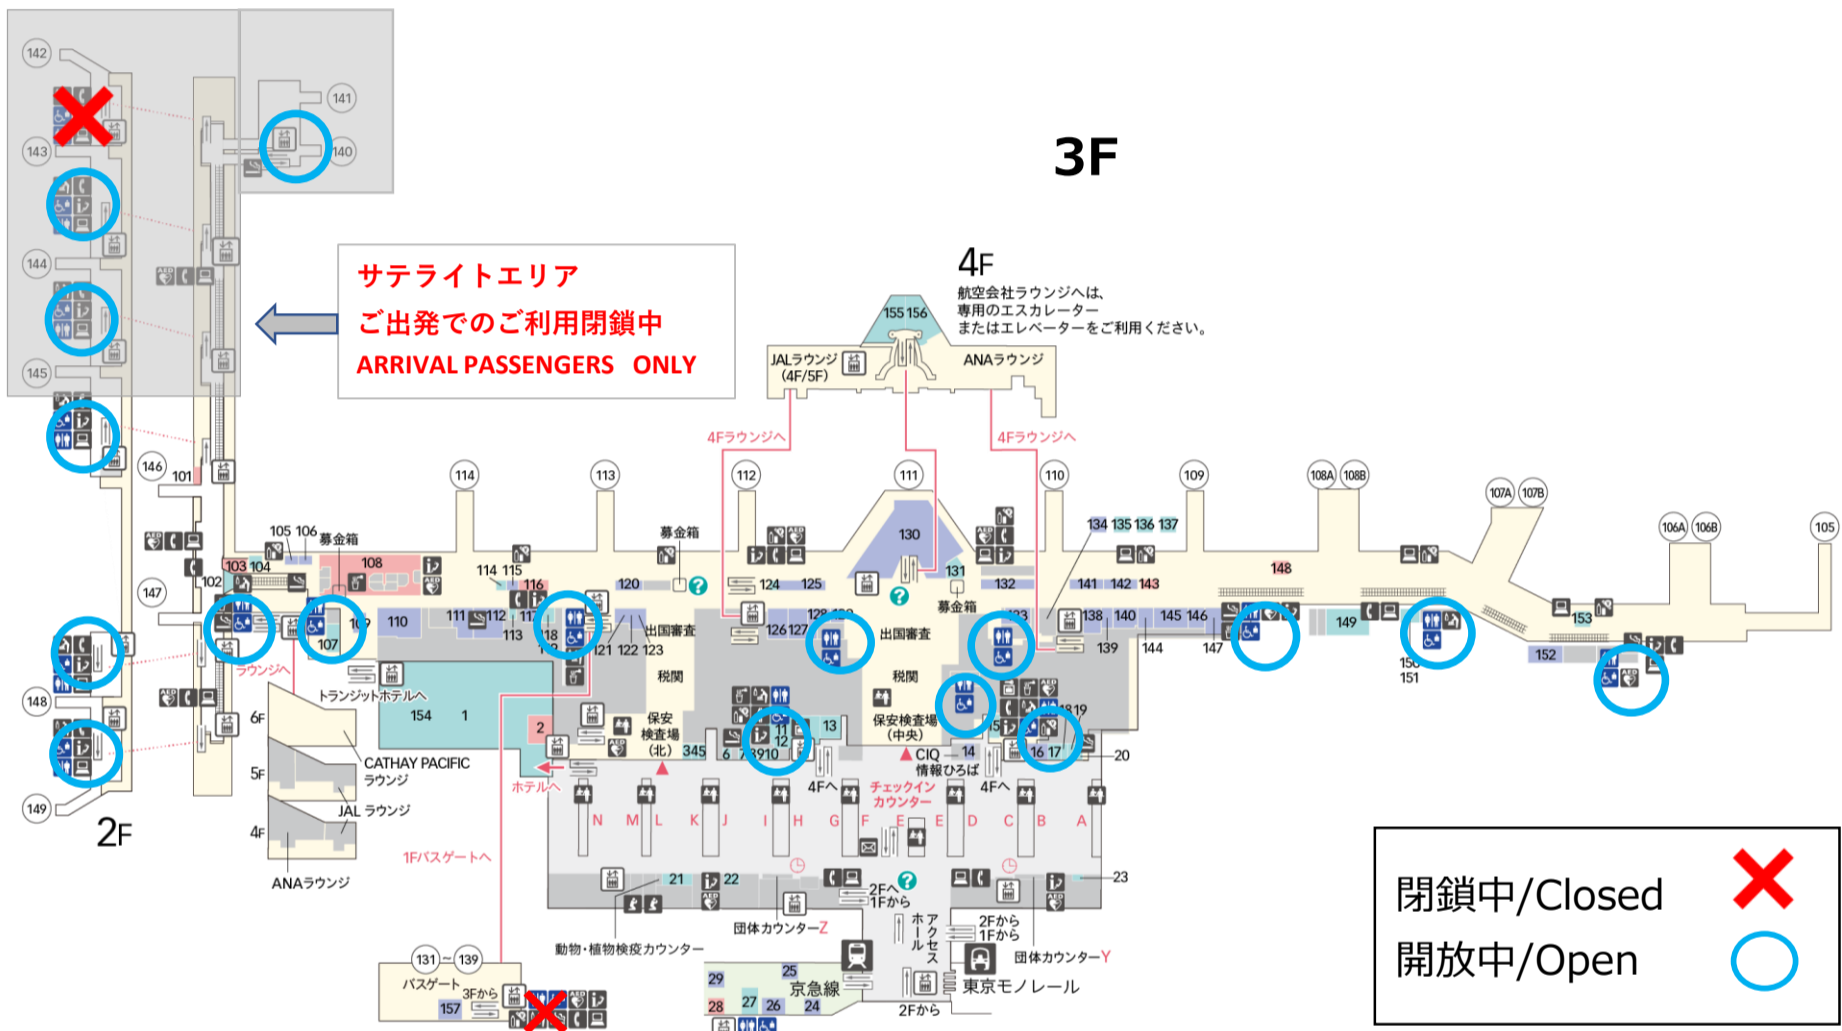 142
141
143
140
3F
144
サテライトエリア
ご出発でのご利用閉鎖中
ARRIVAL PASSENGERS ONLY
145
4F
航空会社ラウンジへは、
専用のエスカレーター
またはエレベーターをご利用ください。
155 156
JALラウンジ
(4F/5F)
ANAラウンジ
4Fラウンジへ
4Fラウンジへ
146
101
114
113
112
111
110
109
108A
108B
107A
107B
106A
106B
105
105
106
募金箱
募金箱
130
134 135 136 137
103 104
108
102
114
115
116
120
124
125
131
132
141 142 143
148
募金箱
147
107
109
110
111
112
117
113
118
121 122 123
出国審査
126 127
128
出国審査
133
138
140
145 146
139
144
147
149
151
152
153
税関
税関
ラウンジへ
トランジットホテルへ
148
154
1
2
保安
検査場
(北)
保安検査場
(中央)
345
6
10
11
12
13
14
15
16 17
19
20
CIQ
情報ひろば
6F
5F
4F
CATHAY PACIFIC
ラウンジ
JAL ラウンジ
ANAラウンジ
149
2F
ホテルへ
4Fへ
4Fへ
チェックイン
カウンター
N M L K J I H G F E E D C B A
1Fバスゲートへ
21
22
23
2Fへ
1Fから
アクセス
ホール
2Fから
1Fから
団体カウンターZ
動物・植物検疫カウンター
団体カウンターY
131~139
バスゲート
3Fから
157
29
25
28
27
26
24
京急線
東京モノレール
2Fから
閉鎖中/Closed
開放中/Open